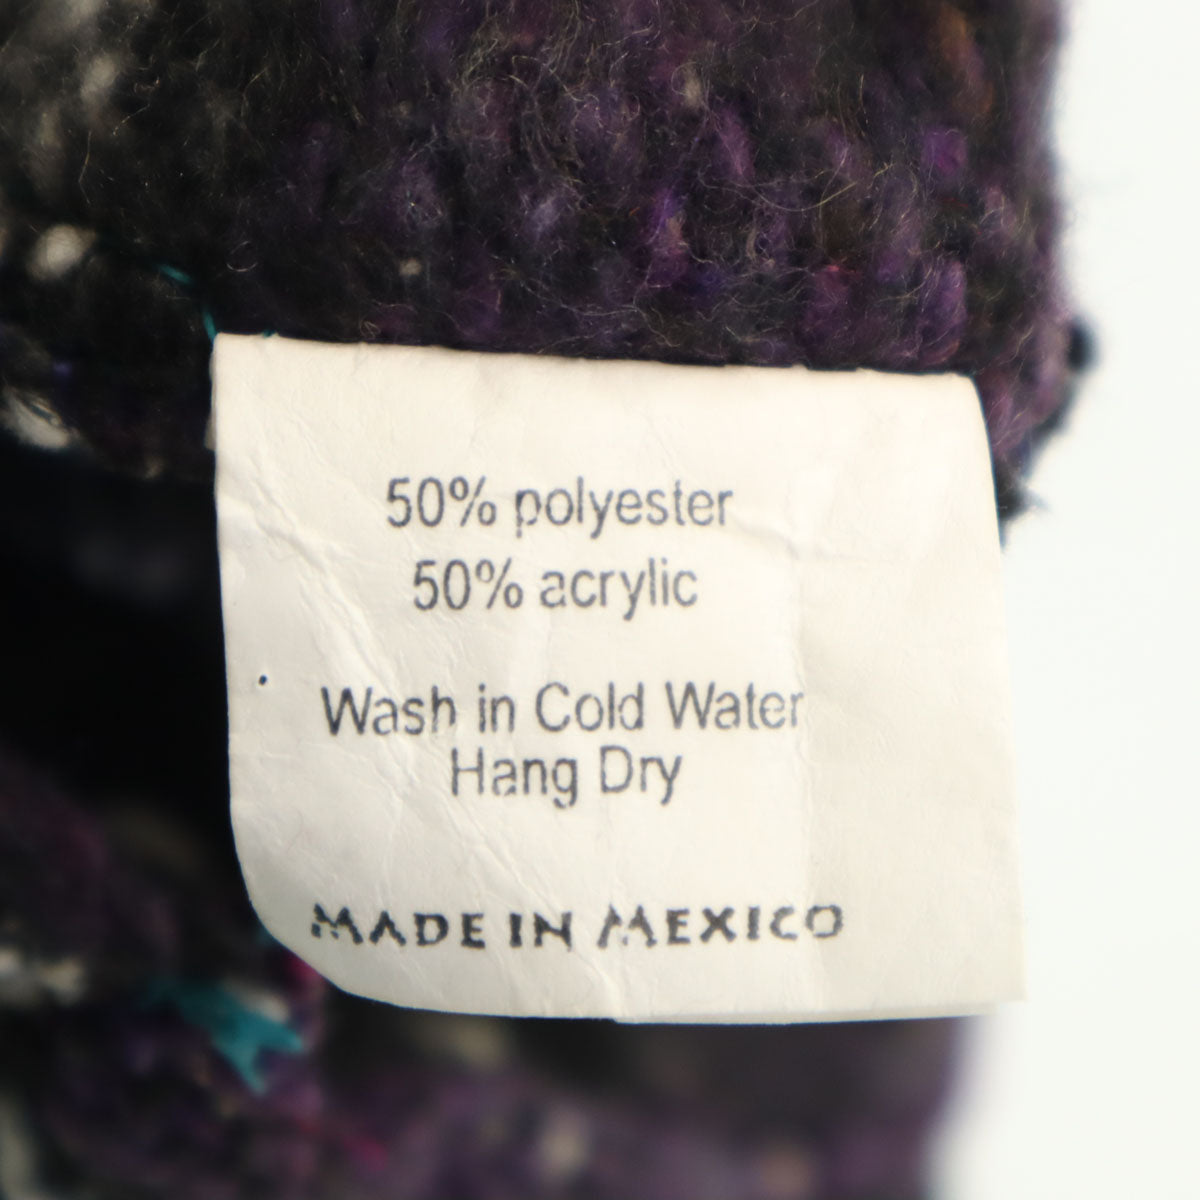 50% polyester
50% acrylic
Wash in Cold Water
Hang Dry
MADE IN MEXICO